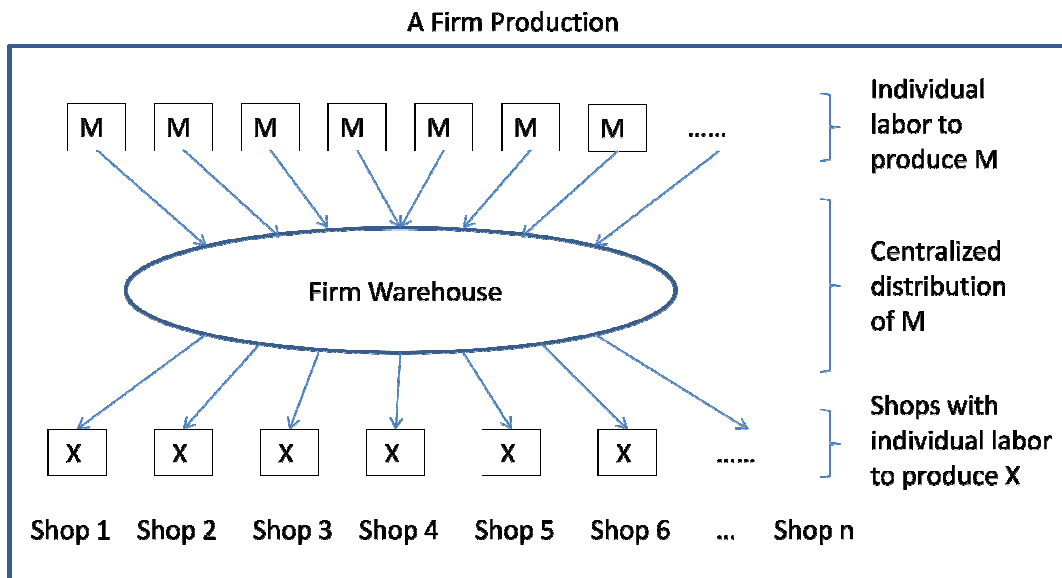 A Firm Production
M M M M M M M ......
Individual
labor to
produce M
Firm Warehouse
Centralized
distribution
of M
X X X X X X ......
Shops with
individual labor
to produce X
Shop 1 Shop 2 Shop 3 Shop 4 Shop 5 Shop 6 ... Shop n